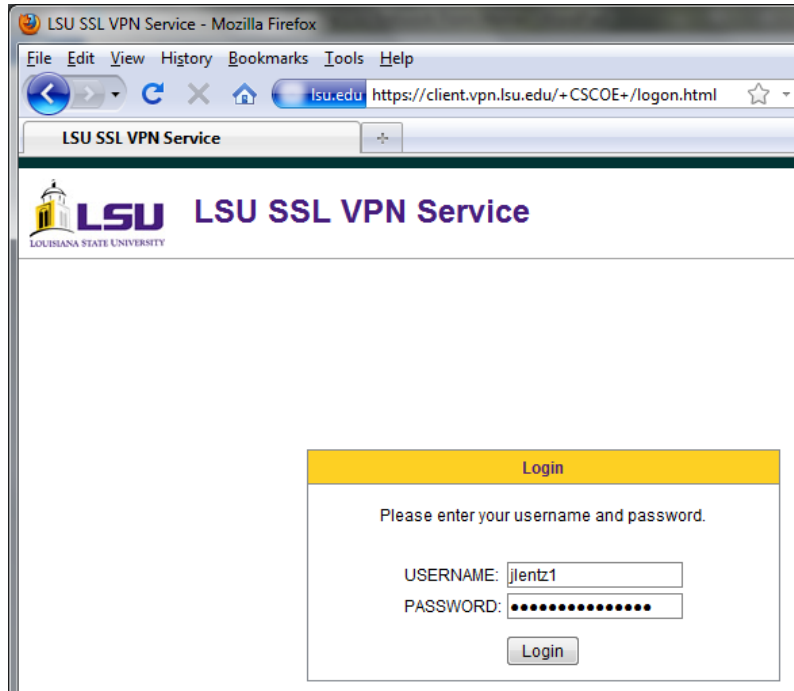 LSU SSL VPN Service - Mozilla Firefox
File Edit View History Bookmarks Tools Help
lsu.edu https://client.vpn.lsu.edu/+CSCOE+/logon.html
LSU SSL VPN Service
LSU
LOUISIANA STATE UNIVERSITY
LSU SSL VPN Service
Login
Please enter your username and password.
USERNAME: jlentz1
PASSWORD: ●●●●●●●●●●●●●●●
Login